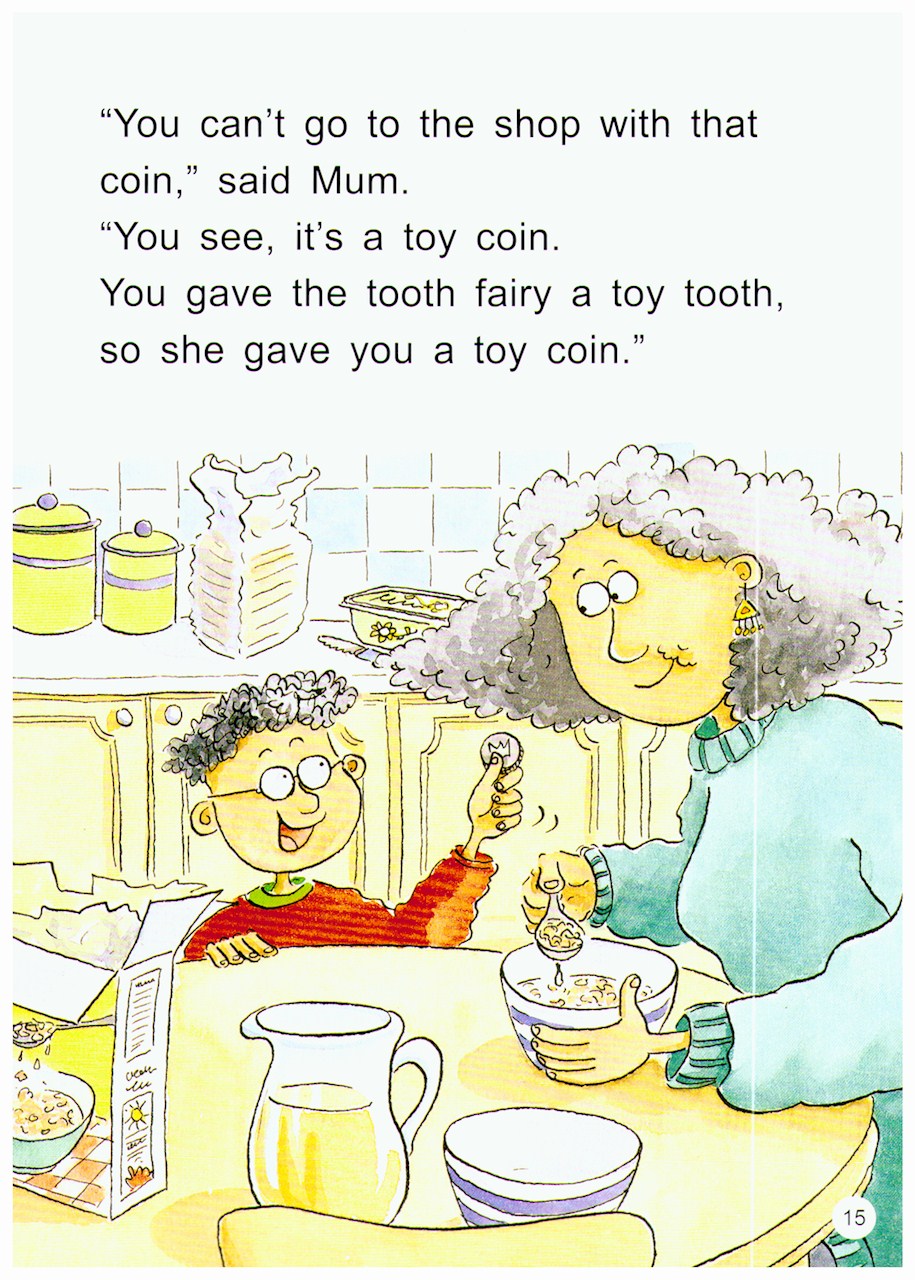 “You can’t go to the shop with that
coin,” said Mum.
“You see, it’s a toy coin.
You gave the tooth fairy a toy tooth,
so she gave you a toy coin.”
15